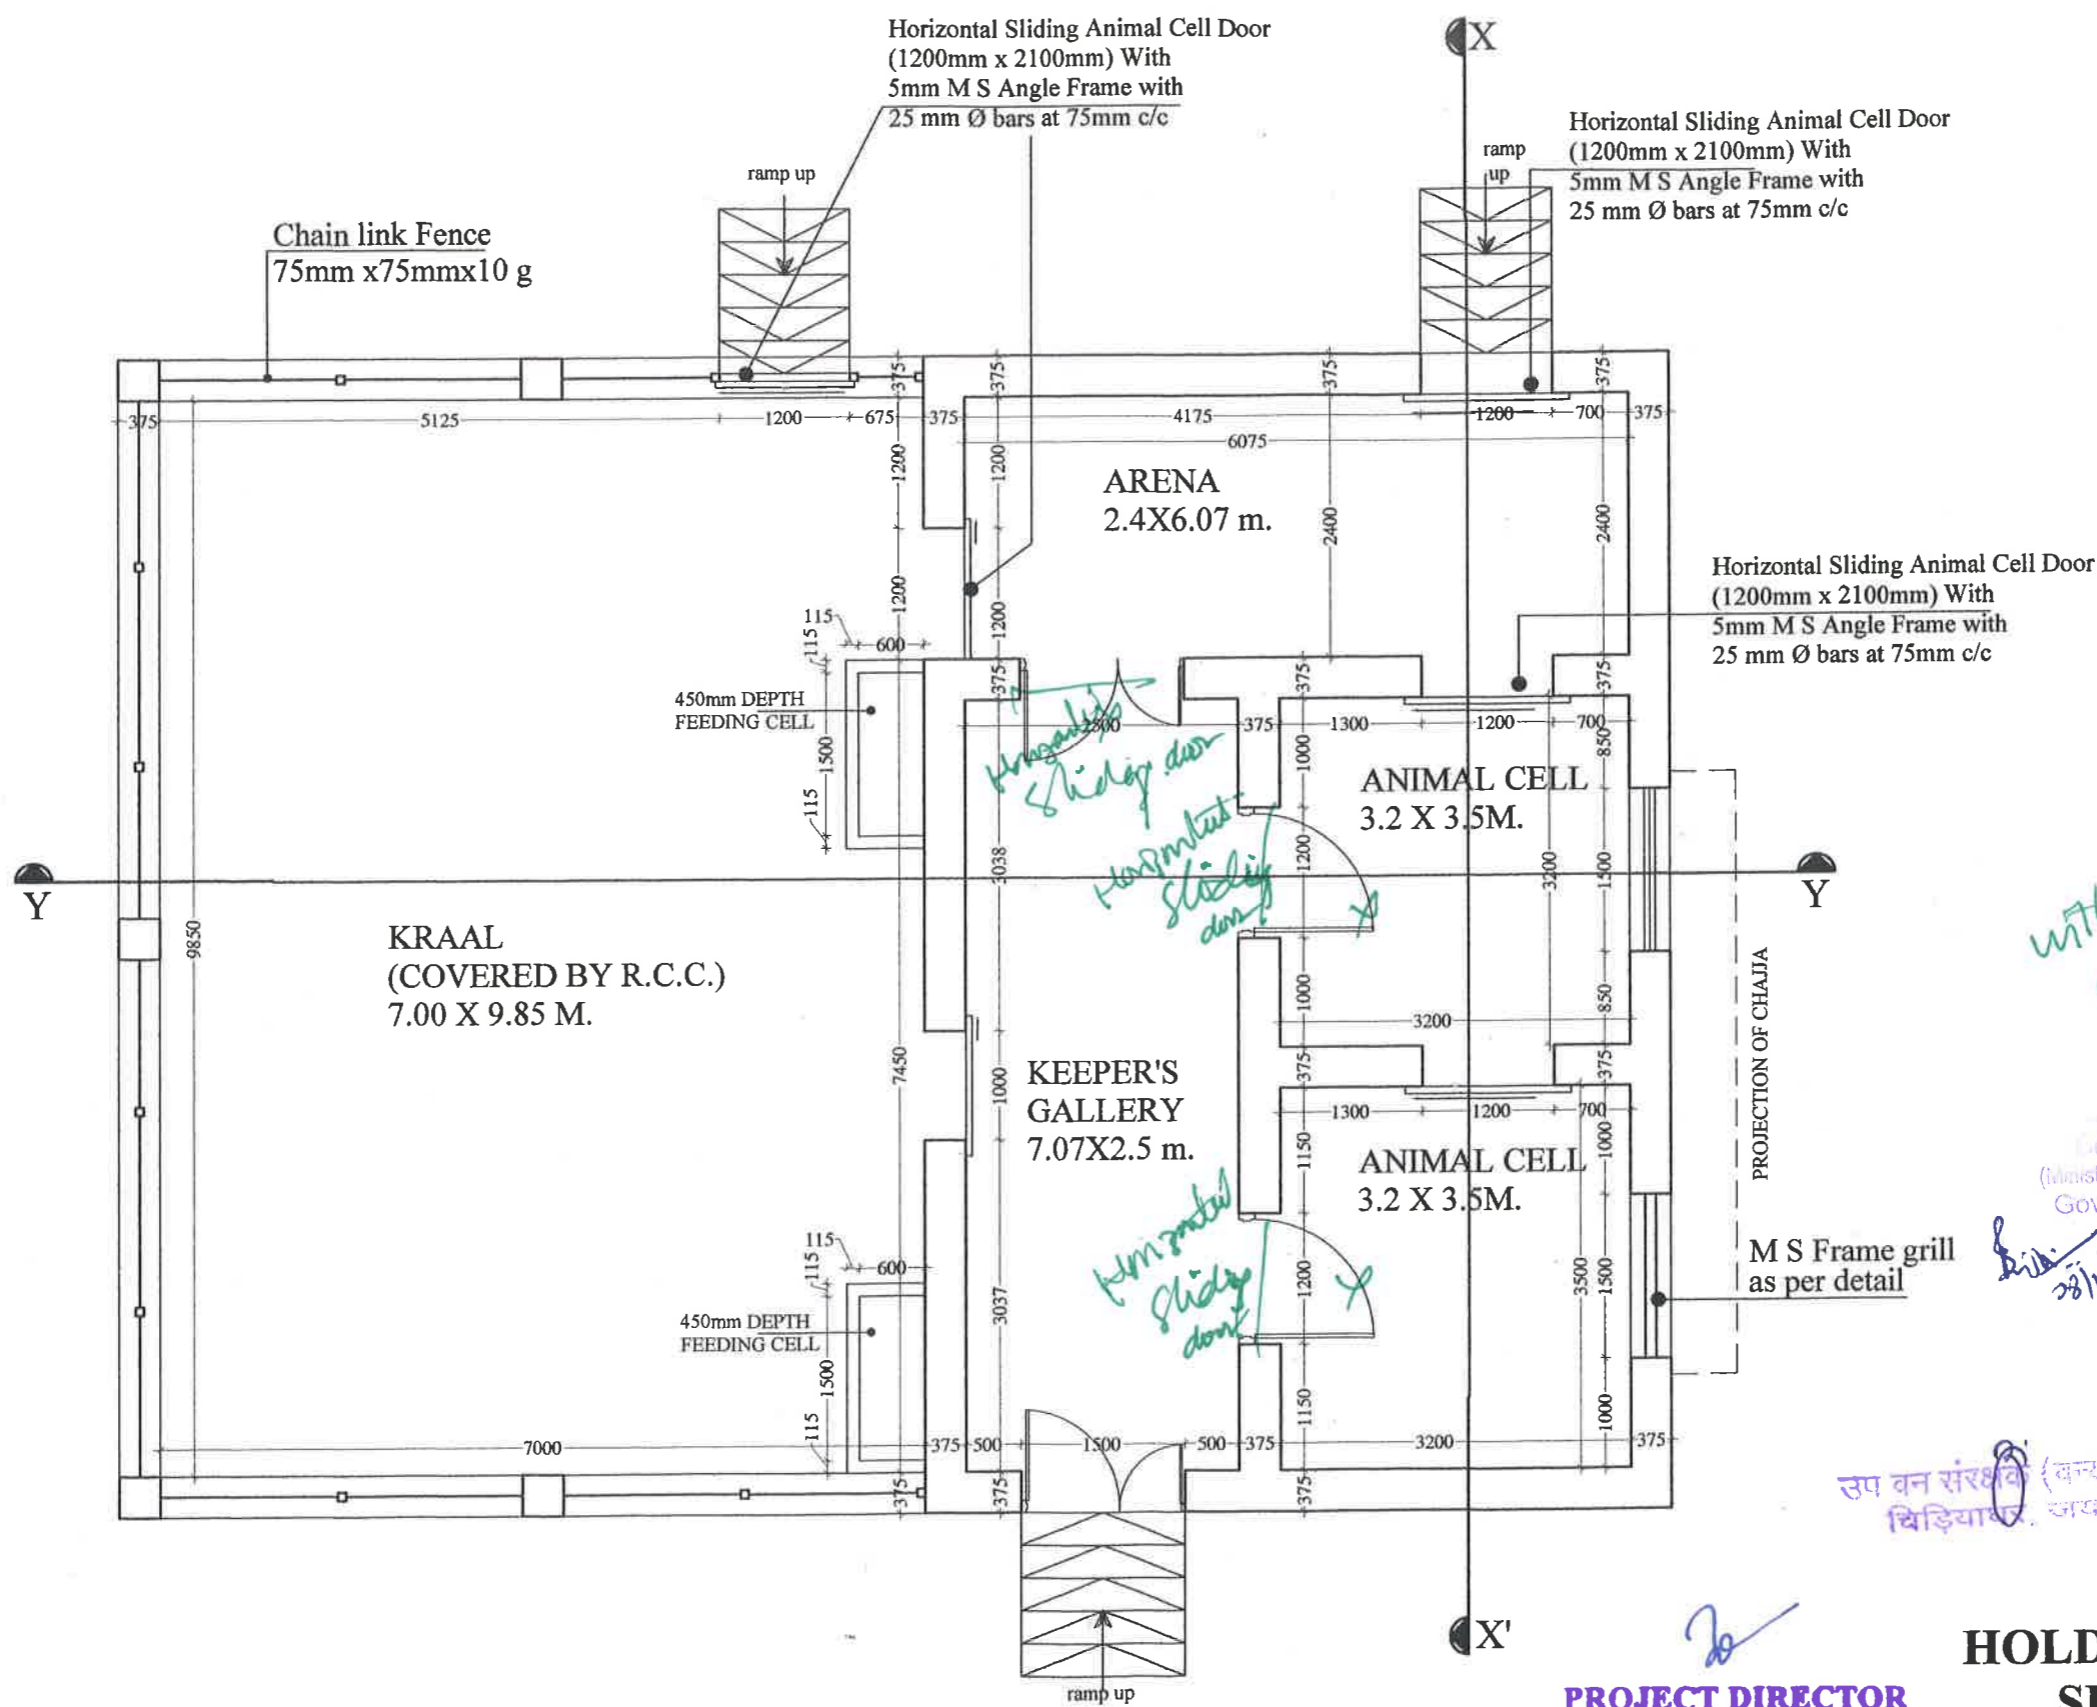 Horizontal Sliding Animal Cell Door
(1200mm x 2100mm) With
5mm M S Angle Frame with
25 mm Ø bars at 75mm c/c
X
Horizontal Sliding Animal Cell Door
(1200mm x 2100mm) With
5mm M S Angle Frame with
25 mm Ø bars at 75mm c/c
ramp up
ramp
up
Chain link Fence
75mm x75mmx10 g
375
375
375
375
375
5125
1200
675
375
4175
1200
700
375
6075
1200
1200
ARENA
2.4X6.07 m.
2400
2400
Horizontal Sliding Animal Cell Door
(1200mm x 2100mm) With
5mm M S Angle Frame with
25 mm Ø bars at 75mm c/c
1200
1200
115
115
600
450mm DEPTH
FEEDING CELL
1500
115
375
375
375
2500
375
1300
1200
700
sliding door
1000
850
ANIMAL CELL
3.2 X 3.5M.
sliding
door
3038
1200
3200
1500
Y
Y
9850
KRAAL
(COVERED BY R.C.C.)
7.00 X 9.85 M.
1000
850
3200
PROJECTION OF CHAJJA
7450
1000
KEEPER'S
GALLERY
7.07X2.5 m.
375
375
1300
1200
700
1150
1000
ANIMAL CELL
3.2 X 3.5M.
Horizontal
sliding
door
115
115
600
450mm DEPTH
FEEDING CELL
1500
115
3037
1200
3500
1500
M S Frame grill
as per detail
Gov
1150
1000
7000
375
500
1500
500
375
3200
375
375
375
375
उप वन संरक्षक
चिड़ियाघर,
ramp up
X'
PROJECT DIRECTOR
HOLD